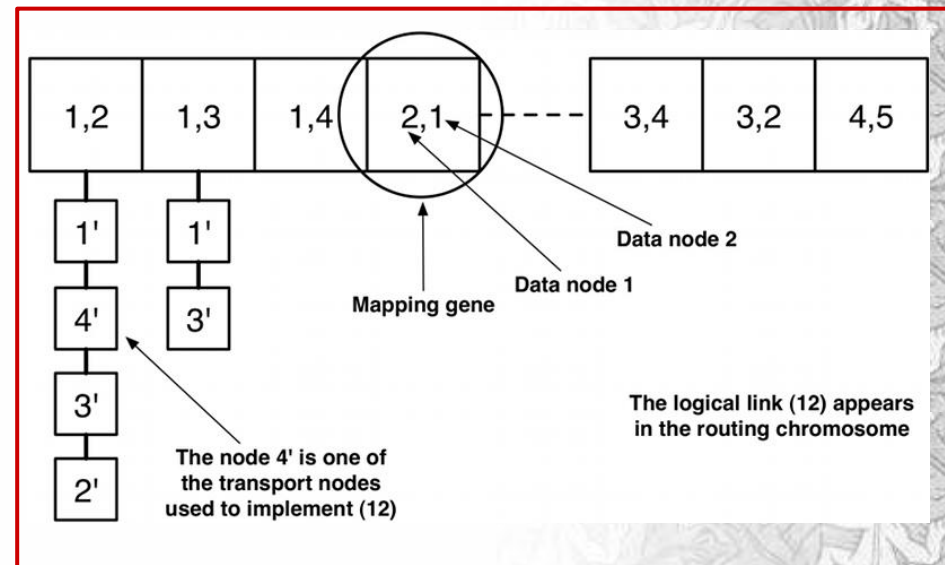 1,2 1,3 1,4 2,1 3,4 3,2 4,5
1' 1'
4' 3'
3'
2'
Data node 2
Data node 1
Mapping gene
The node 4' is one of
the transport nodes
used to implement (12)
The logical link (12) appears
in the routing chromosome